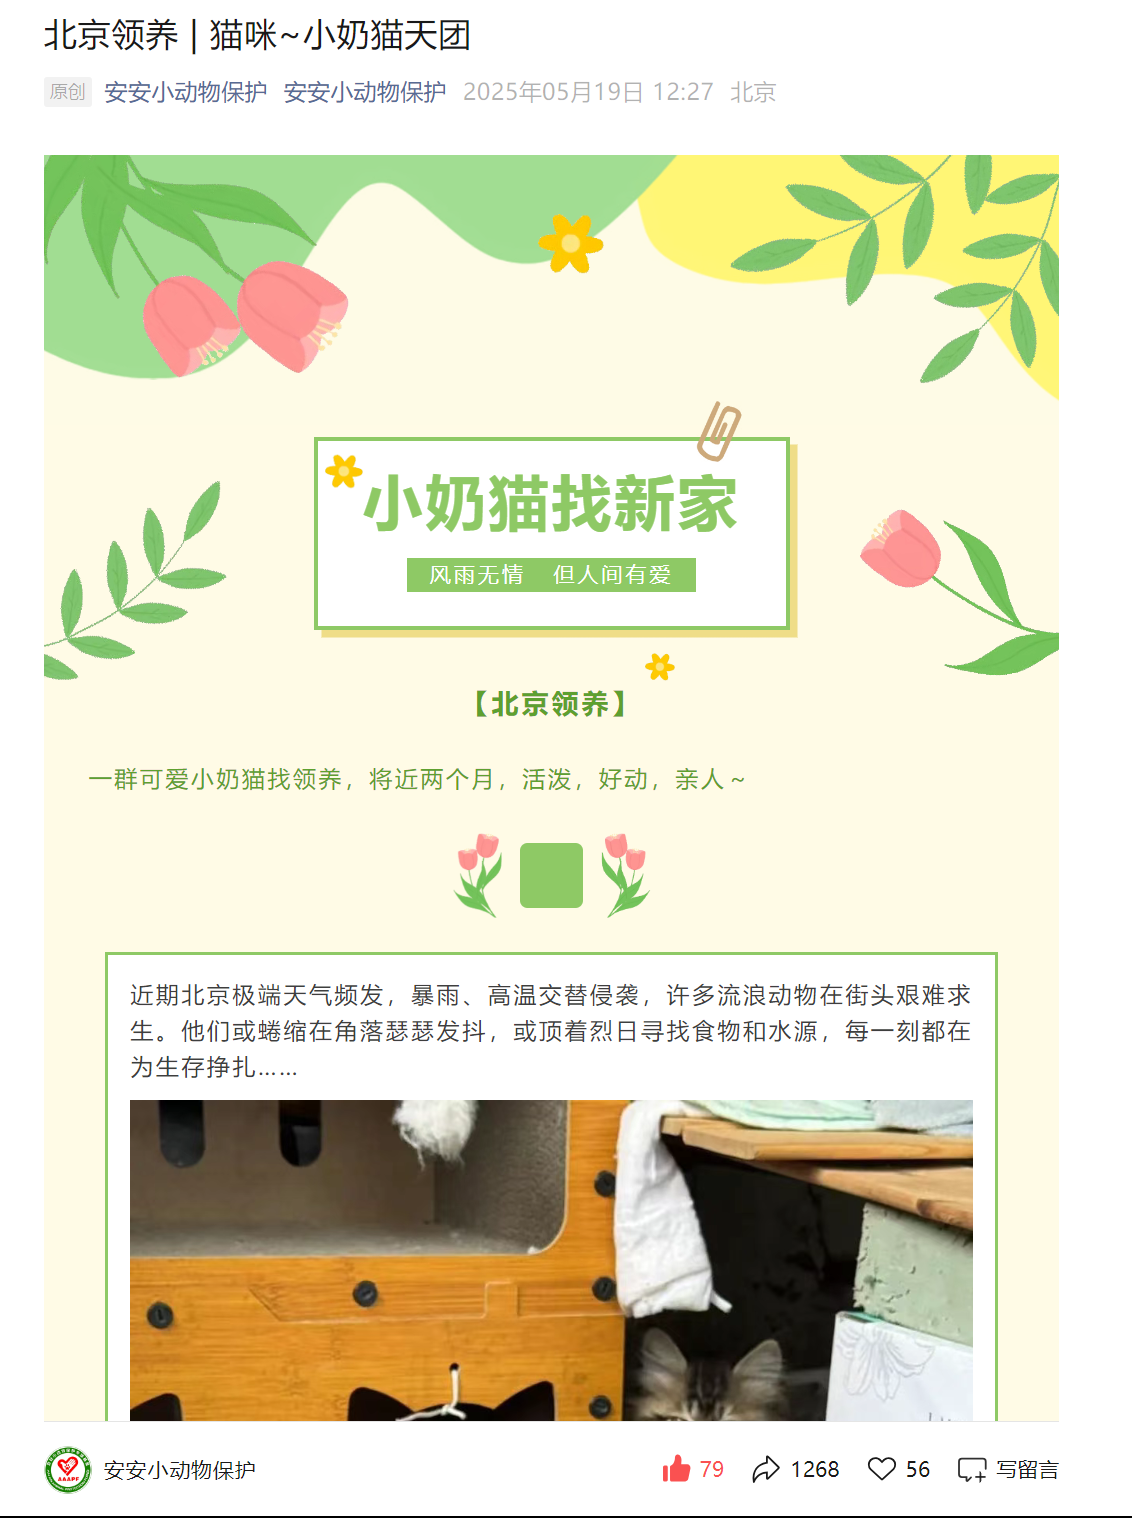 北京领养 | 猫咪~小奶猫天团
原创 安安小动物保护 安安小动物保护 2025年05月19日 12:27 北京
小奶猫找新家
风雨无情 但人间有爱
【北京领养】
一群可爱小奶猫找领养，将近两个月，活泼，好动，亲人~
近期北京极端天气频发，暴雨、高温交替侵袭，许多流浪动物在街头艰难求
生。他们或蜷缩在角落瑟瑟发抖，或顶着烈日寻找食物和水源，每一刻都在
为生存挣扎……
AAAPF
安安小动物保护 79 1268 56 写留言